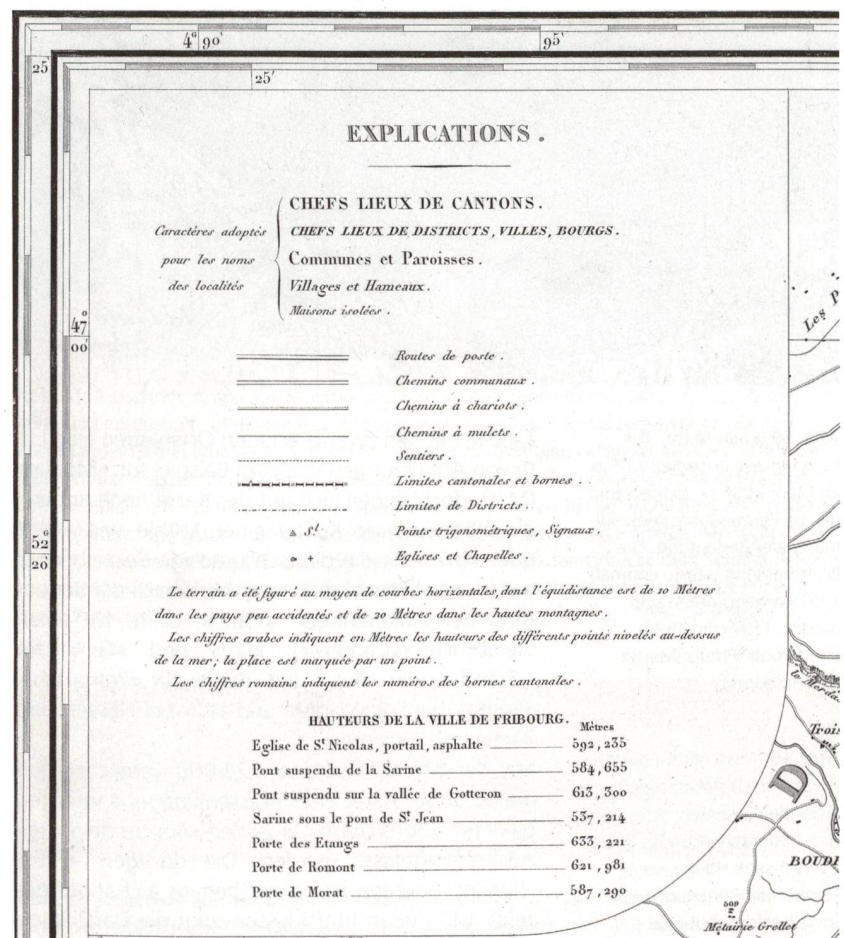 4° 90'
95'
25'
25'
EXPLICATIONS.
CHEFS LIEUX DE CANTONS.
Caractères adoptés
pour les noms
des localités
CHEFS LIEUX DE DISTRICTS, VILLES, BOURGS.
Communes et Paroisses.
Villages et Hameaux.
Maisons isolées.
47°
00'
Les P
Routes de poste.
Chemins communaux.
Chemins à chariots.
Chemins à mulets.
Sentiers.
Limites cantonales et bornes.
Limites de Districts.
Sl. Points trigonométriques, Signaux.
Eglises et Chapelles.
52°
20'
Le terrain a été figuré au moyen de courbes horizontales, dont l'équidistance est de 10 Mètres
dans les pays peu accidentés et de 20 Mètres dans les hautes montagnes.
Les chiffres arabes indiquent en Mètres les hauteurs des différents points nivelés au-dessus
de la mer; la place est marquée par un point.
Les chiffres romains indiquent les numéros des bornes cantonales.
HAUTEURS DE LA VILLE DE FRIBOURG.
Mètres
Eglise de St. Nicolas, portail, asphalte 592,235
Pont suspendu de la Sarine 584,655
Pont suspendu sur la vallée de Gotteron 613,300
Sarine sous le pont de St. Jean 537,214
Porte des Etangs 633,221
Porte de Romont 621,981
Porte de Morat 587,290
Trois
D
BOUDI
Métairie Grollet